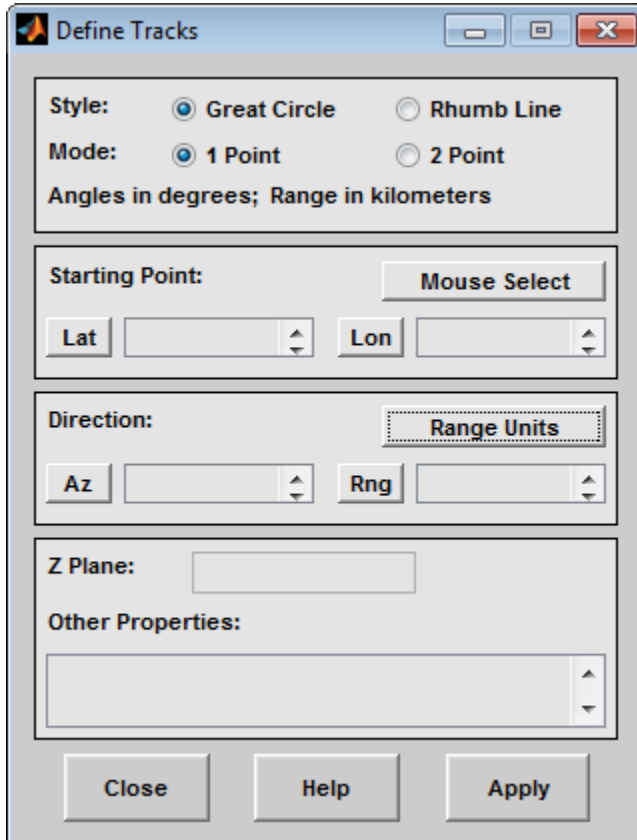 Define Tracks
Style: Great Circle Rhumb Line
Mode: 1 Point 2 Point
Angles in degrees; Range in kilometers
Starting Point: Mouse Select
Lat Lon
Direction: Range Units
Az Rng
Z Plane:
Other Properties:
Close Help Apply